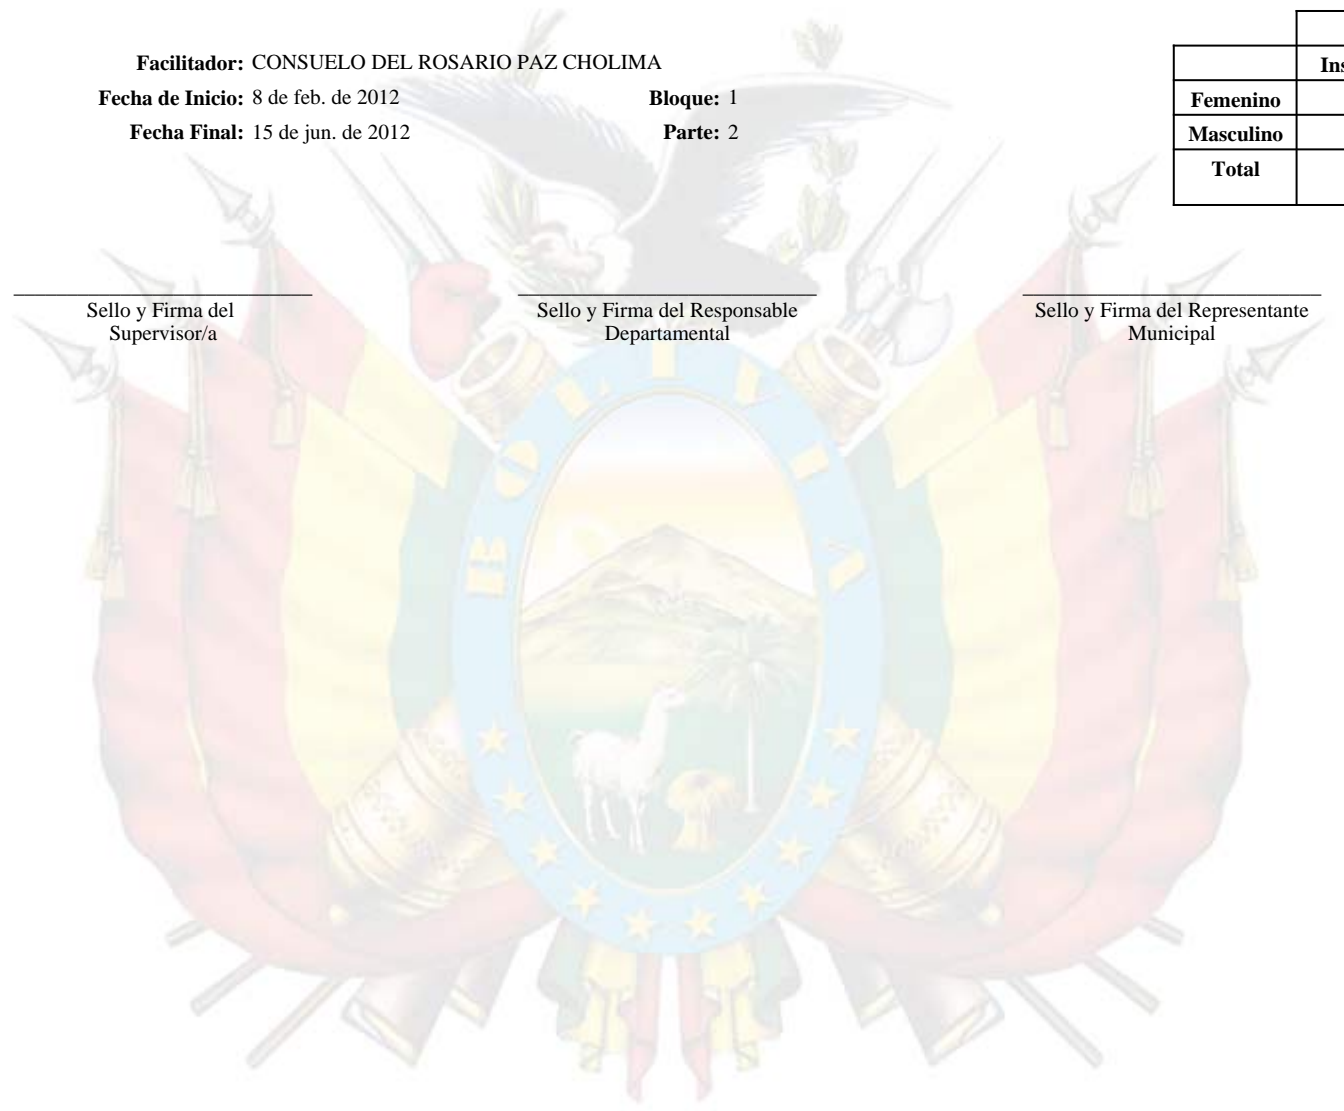 Facilitador: CONSUELO DEL ROSARIO PAZ CHOLIMA
Fecha de Inicio: 8 de feb. de 2012 Bloque: 1
Fecha Final: 15 de jun. de 2012 Parte: 2
Ins
Femenino
Masculino
Total
Sello y Firma del
Supervisor/a
Sello y Firma del Responsable
Departamental
Sello y Firma del Representante
Municipal
BOLIVIA